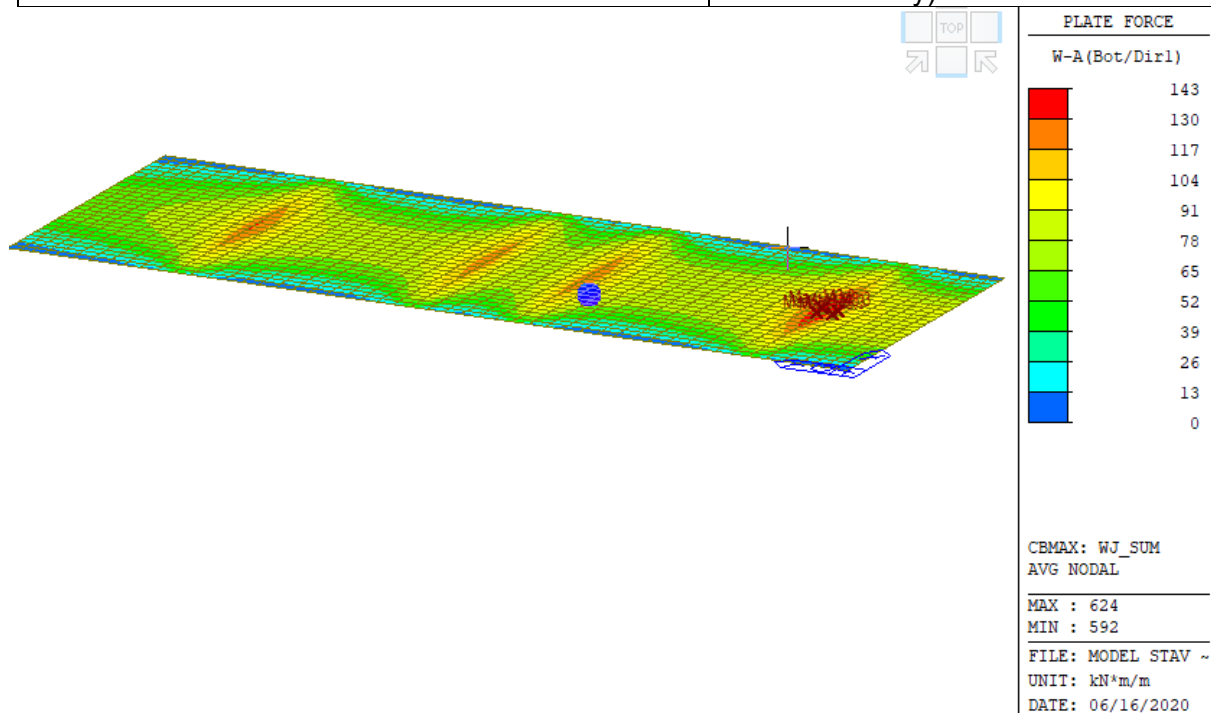 y)
TOP
PLATE FORCE
W-A(Bot/Dir1)
143
130
117
104
91
78
65
52
39
26
13
0
CBMAX: WJ_SUM
AVG NODAL
MAX : 624
MIN : 592
FILE: MODEL STAV ~
UNIT: kN*m/m
DATE: 06/16/2020